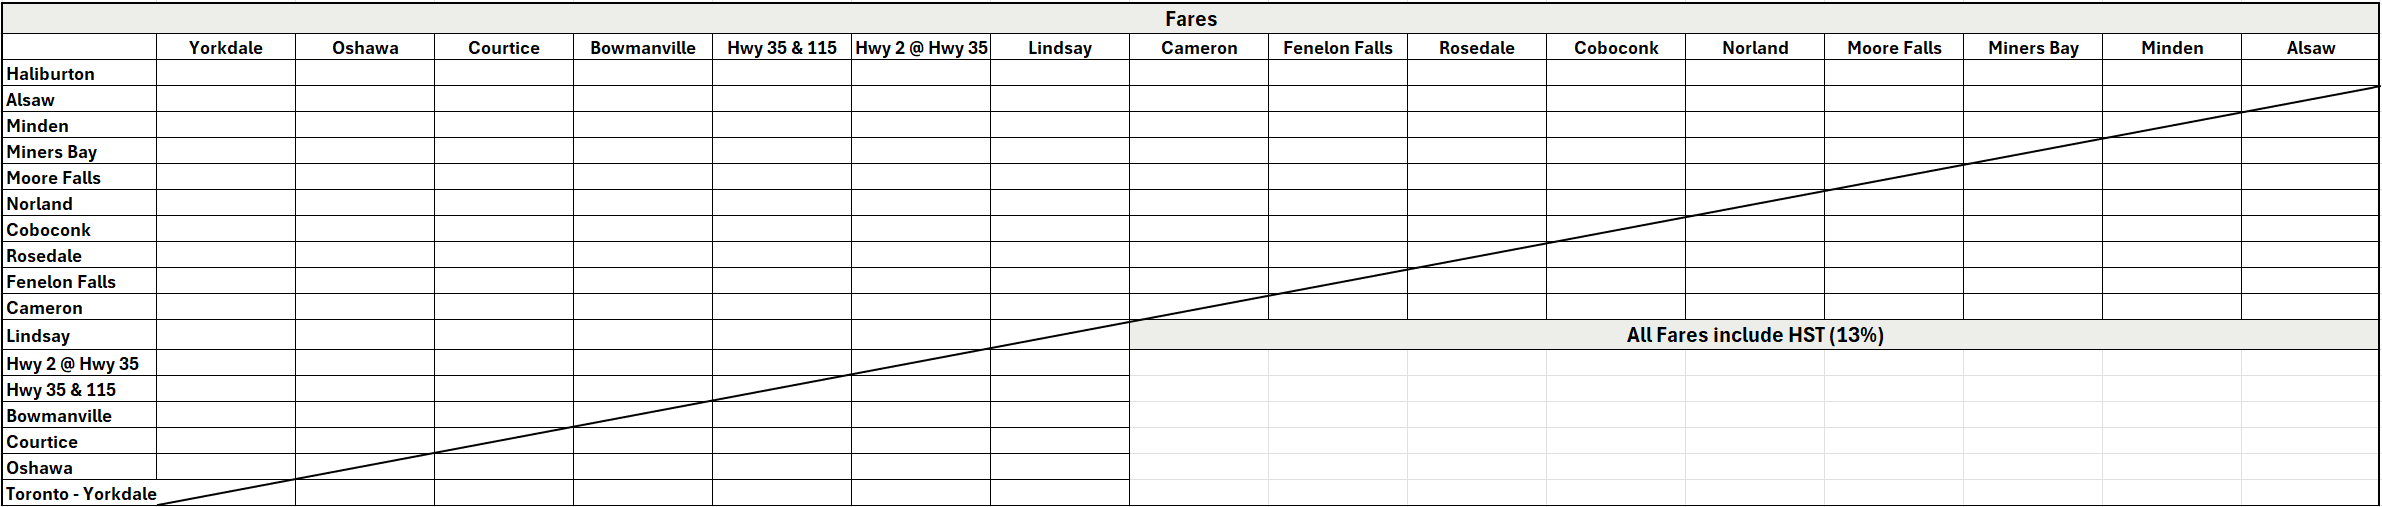 Fares
Yorkdale Oshawa Courtice Bowmanville Hwy 35 & 115 Hwy 2 @ Hwy 35 Lindsay Cameron Fenelon Falls Rosedale Coboconk Norland Moore Falls Miners Bay Minden Alsaw
Haliburton
Alsaw
Minden
Miners Bay
Moore Falls
Norland
Coboconk
Rosedale
Fenelon Falls
Cameron
Lindsay All Fares include HST (13%)
Hwy 2 @ Hwy 35
Hwy 35 & 115
Bowmanville
Courtice
Oshawa
Toronto - Yorkdale